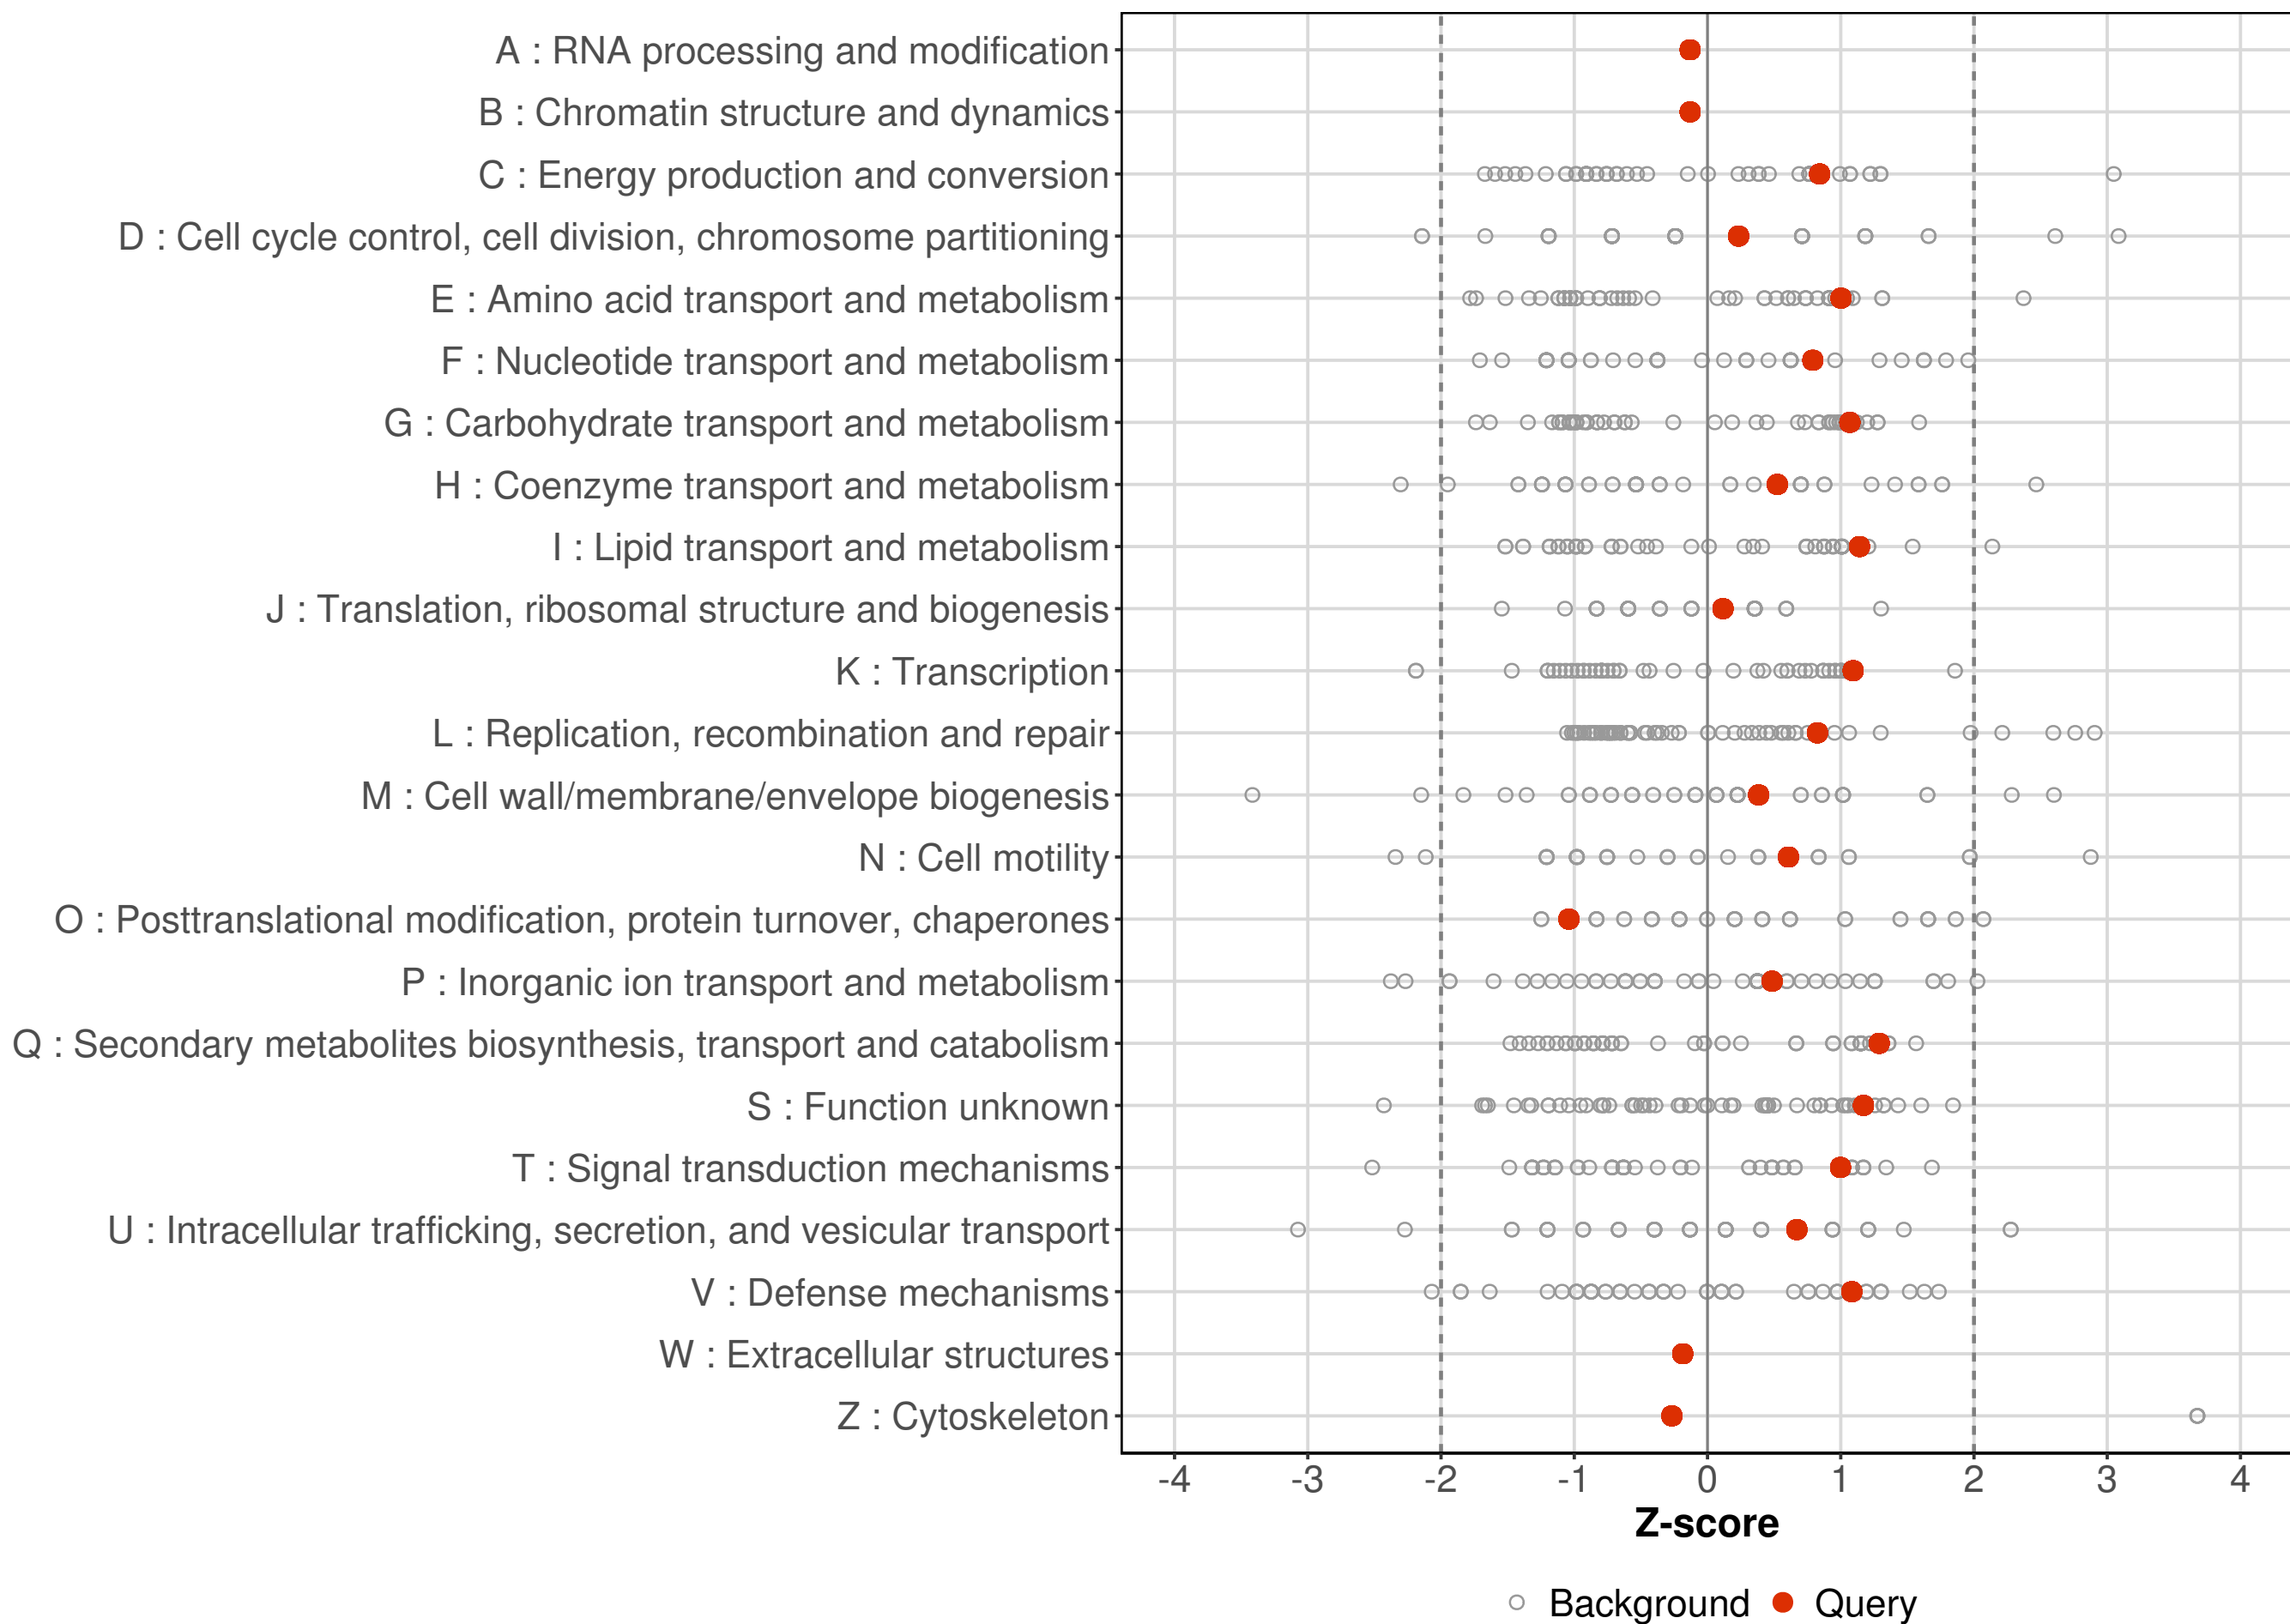 A : RNA processing and modification
B : Chromatin structure and dynamics
C : Energy production and conversion
D : Cell cycle control, cell division, chromosome partitioning
E : Amino acid transport and metabolism
F : Nucleotide transport and metabolism
G : Carbohydrate transport and metabolism
H : Coenzyme transport and metabolism
I : Lipid transport and metabolism
J : Translation, ribosomal structure and biogenesis
K : Transcription
L : Replication, recombination and repair
M : Cell wall/membrane/envelope biogenesis
N : Cell motility
O : Posttranslational modification, protein turnover, chaperones
P : Inorganic ion transport and metabolism
Q : Secondary metabolites biosynthesis, transport and catabolism
S : Function unknown
T : Signal transduction mechanisms
U : Intracellular trafficking, secretion, and vesicular transport
V : Defense mechanisms
W : Extracellular structures
Z : Cytoskeleton
-4 -3 -2 -1 0 1 2 3 4
Z-score
Background Query